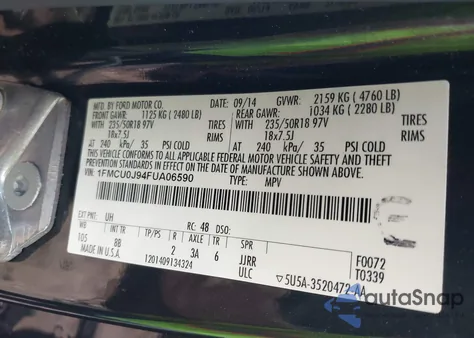 MFD. BY FORD MOTOR CO.
DATE: 09/14 GVWR: 2159 KG ( 4760 LB)
FRONT GAWR: 1125 KG ( 2480 LB) REAR GAWR: 1034 KG ( 2280 LB)
WITH 235/50R18 97V TIRES WITH 235/50R18 97V TIRES
18x7.5J RIMS 18x7.5J RIMS
AT 240 kPa/ 35 PSI COLD AT 240 kPa/ 35 PSI COLD
THIS VEHICLE CONFORMS TO ALL APPLICABLE FEDERAL MOTOR VEHICLE
SAFETY AND THEFT PREVENTION STANDARDS IN EFFECT ON THE DATE OF
MANUFACTURE SHOWN ABOVE.
VIN: 1FMCU0J94FUA06590 TYPE: MPV
EXT PNT: UH RC: 48 DSO:
WB BRK INT TR TP/PS R AXLE TR SPR
105 8B 2 3A 6 JJRR F0072
MADE IN U.S.A. 1201409134324 ULC T0339
▽5U5A-3520472-AA
autoSnap